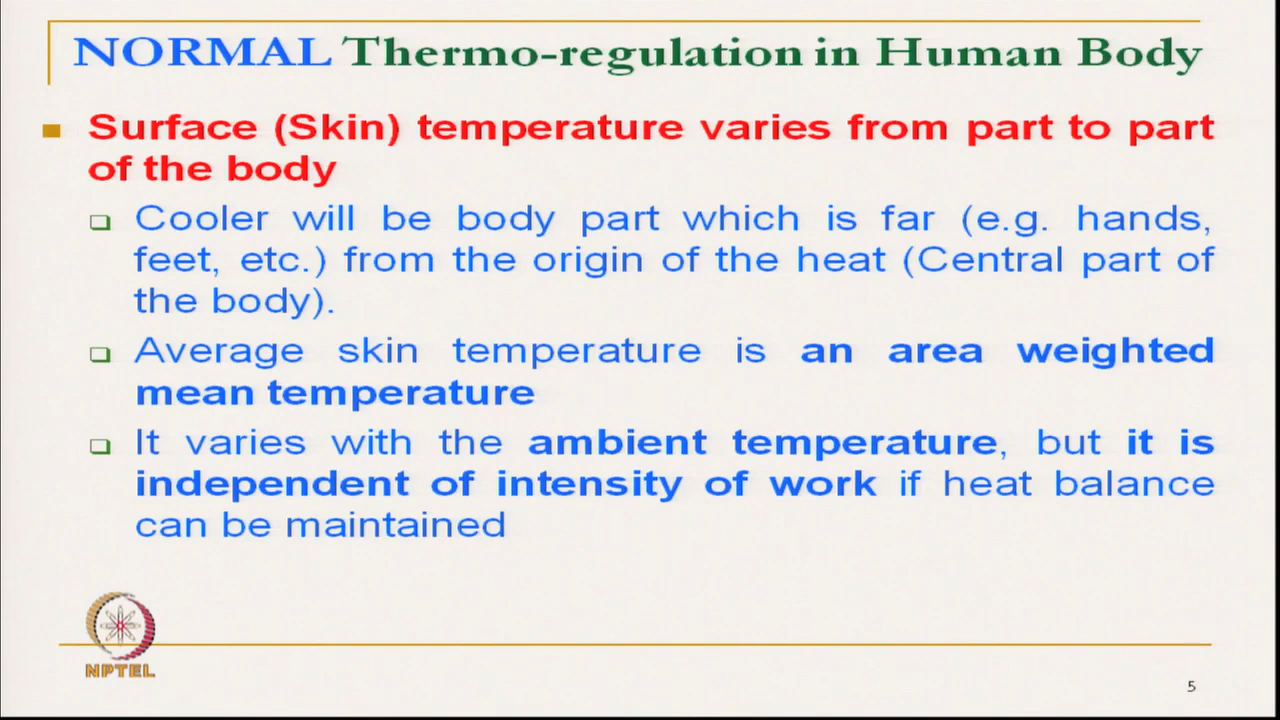 NORMAL Thermo-regulation in Human Body
Surface (Skin) temperature varies from part to part
of the body
Cooler will be body part which is far (e.g. hands,
feet, etc.) from the origin of the heat (Central part of
the body).
Average skin temperature is an area weighted
mean temperature
It varies with the ambient temperature, but it is
independent of intensity of work if heat balance
can be maintained
NPTEL
5